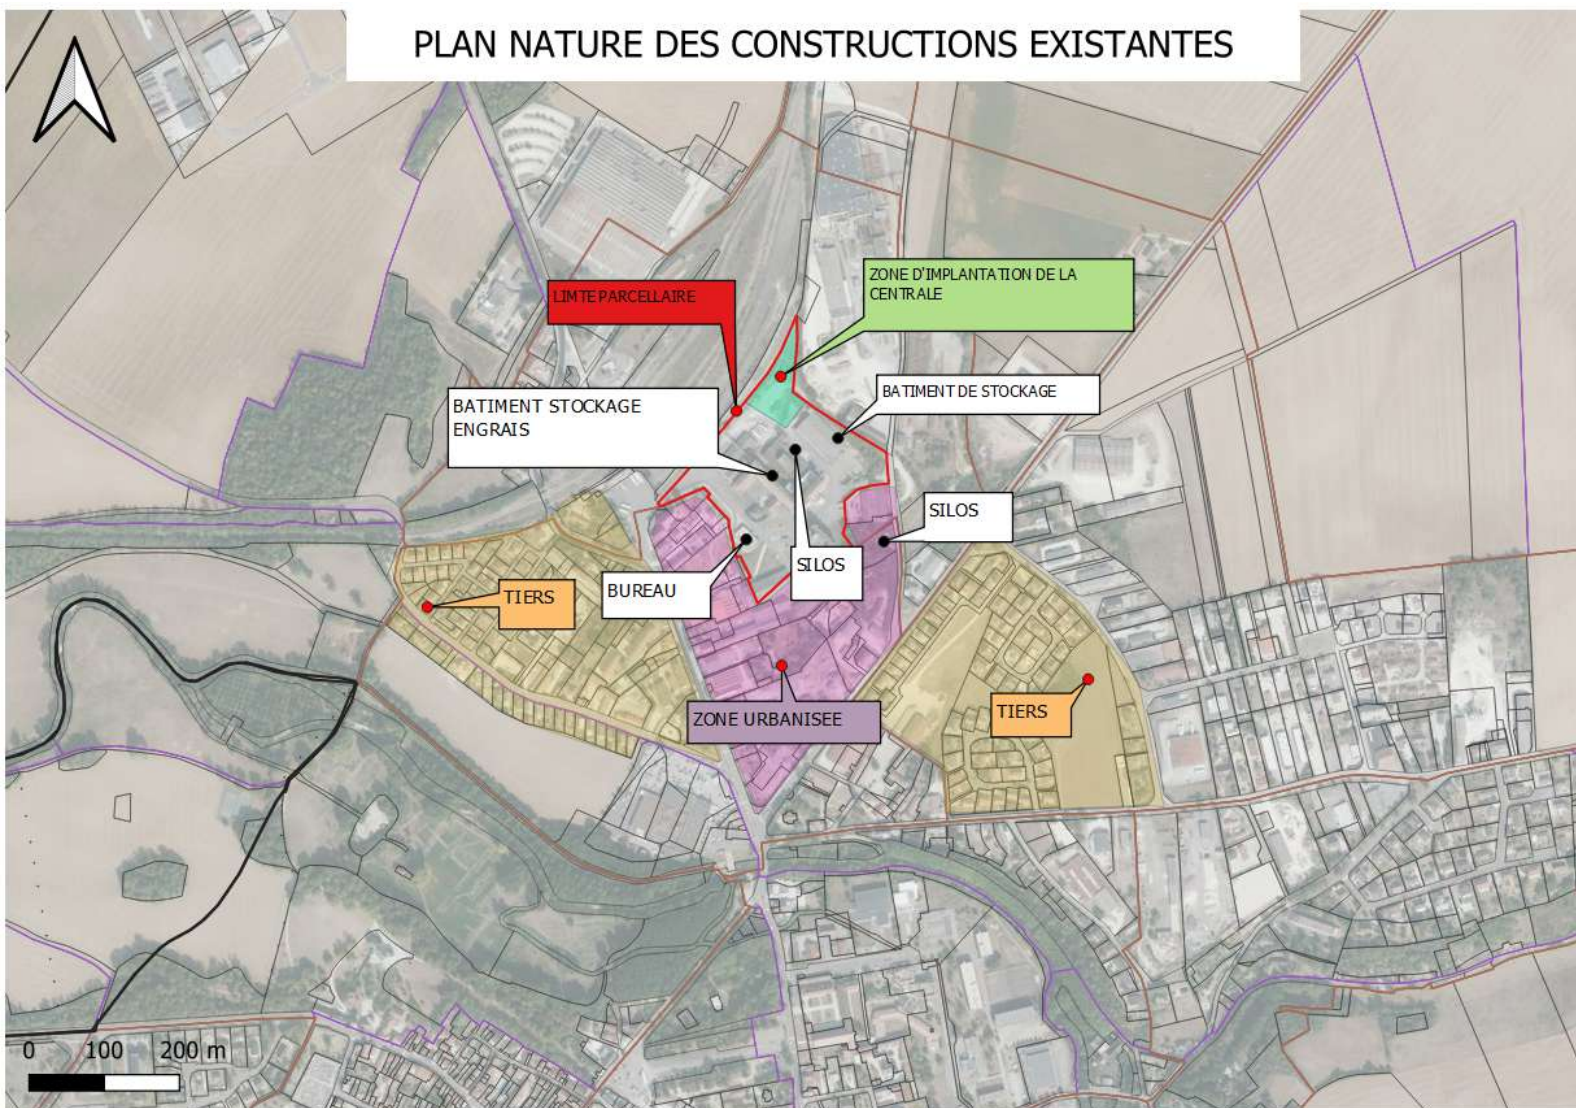 PLAN NATURE DES CONSTRUCTIONS EXISTANTES
ZONE D'IMPLANTATION DE LA
CENTRALE
LIMTE PARCELLAIRE
BATIMENT DE STOCKAGE
BATIMENT STOCKAGE
ENGRAIS
SILOS
SILOS
TIERS
BUREAU
TIERS
ZONE URBANISEE
0 100 200 m